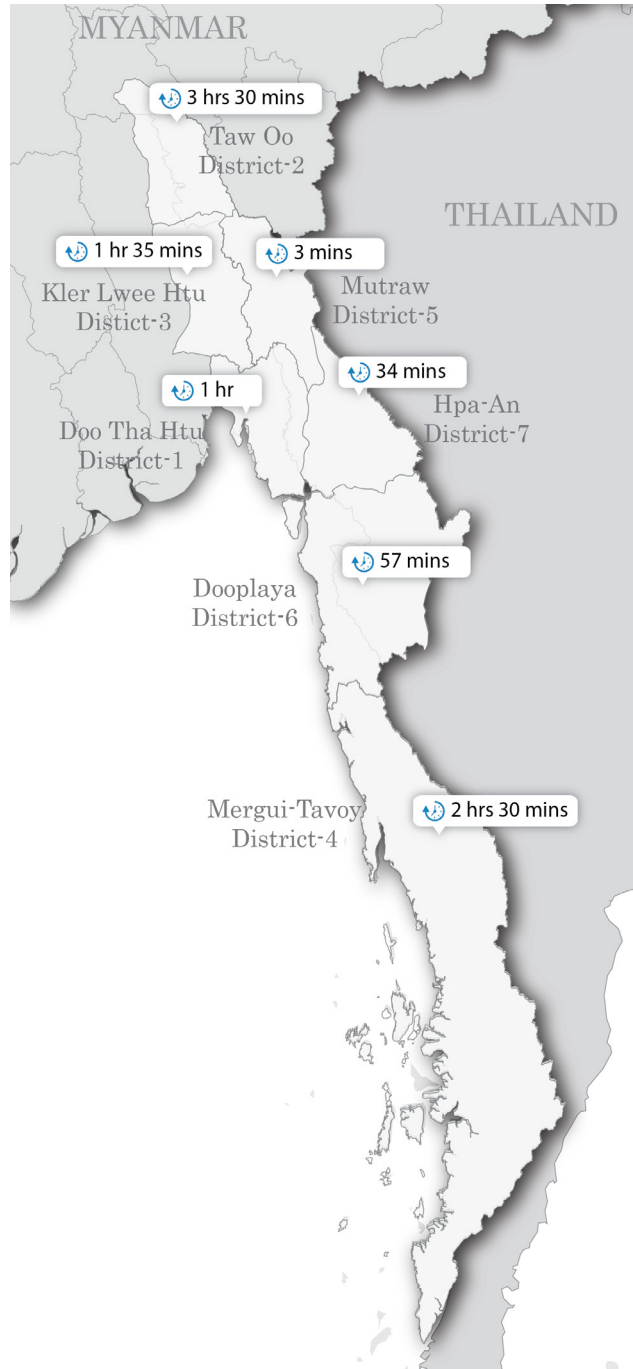 MYANMAR
3 hrs 30 mins
Taw Oo
District-2
THAILAND
1 hr 35 mins
3 mins
Kler Lwee Htu
Distict-3
Mutraw
District-5
34 mins
1 hr
Hpa-An
District-7
Doo Tha Htu
District-1
57 mins
Dooplaya
District-6
2 hrs 30 mins
Mergui-Tavoy
District-4